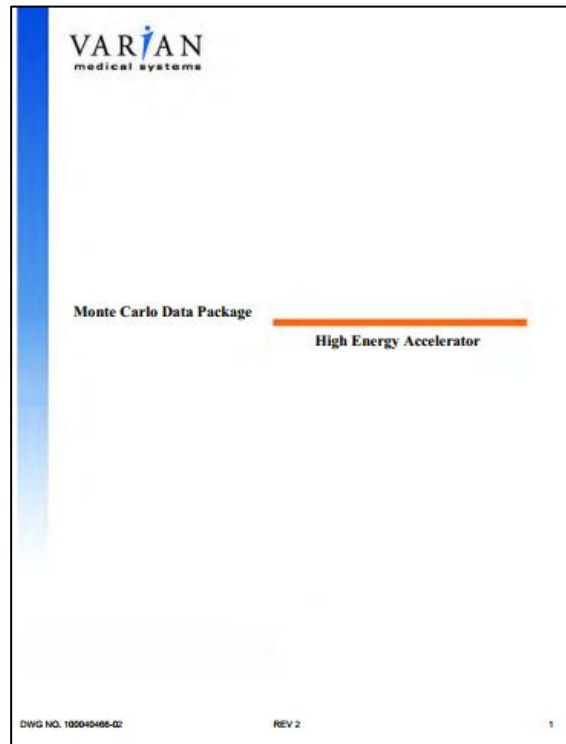 VARIAN
medical systems
Monte Carlo Data Package
High Energy Accelerator
DWG NO. 100040466-02 REV 2 1